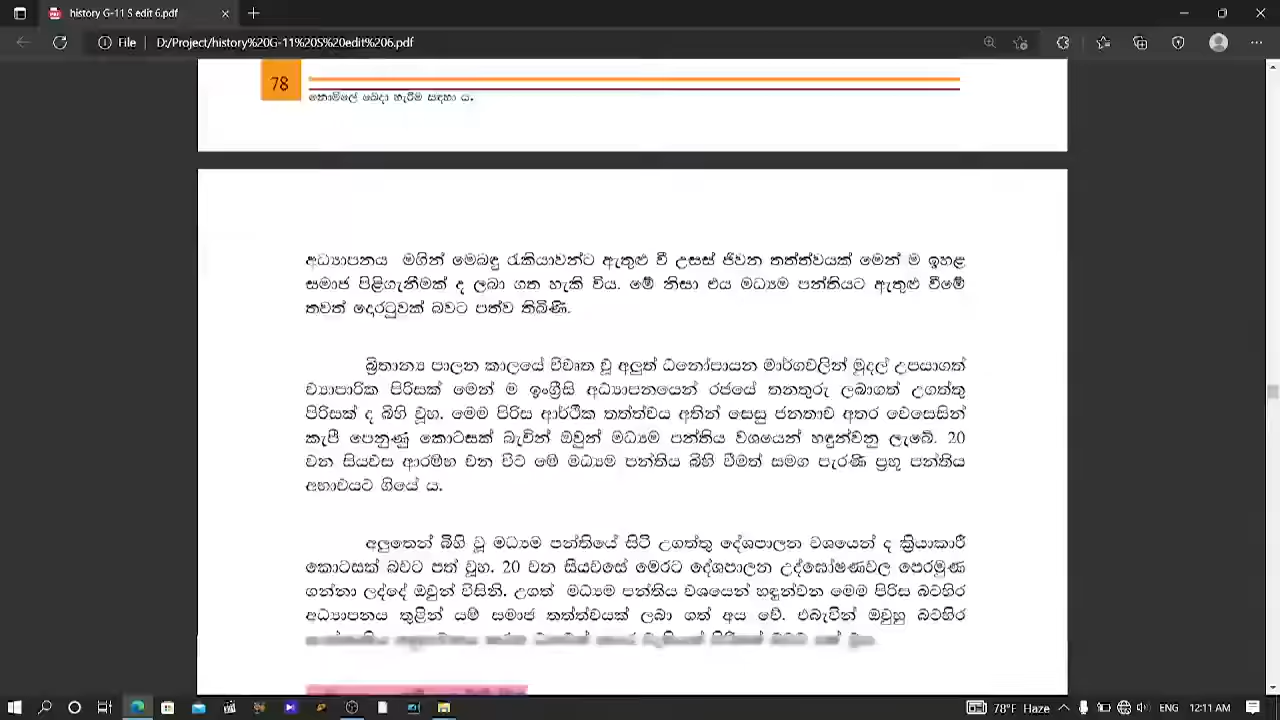 history G-11 S edit 6.pdf
File D:/Project/history%20G-11%20S%20edit%206.pdf
78
නොමිලේ බෙදා හැරීම සඳහා ය.
අධ්‍යාපනය මගින් මෙබඳු රැකියාවන්ට ඇතුළු වී උසස් ජීවන තත්ත්වයක් මෙන් ම ඉහළ
සමාජ පිළිගැනීමක් ද ලබා ගත හැකි විය. මේ නිසා එය මධ්‍යම පන්තියට ඇතුළු වීමේ
තවත් දොරටුවක් බවට පත්ව තිබිණි.
බ්‍රිතාන්‍ය පාලන කාලයේ විවෘත වූ අලුත් ධනෝපායන මාර්ගවලින් මුදල් උපයාගත්
ව්‍යාපාරික පිරිසක් මෙන් ම ඉංග්‍රීසි අධ්‍යාපනයෙන් රජයේ තනතුරු ලබාගත් උගත්තු
පිරිසක් ද බිහි වූහ. මෙම පිරිස ආර්ථික තත්ත්වය අතින් සෙසු ජනතාව අතර වෙසෙසින්
කැපී පෙනුණු කොටසක් බැවින් ඔවුන් මධ්‍යම පන්තිය වශයෙන් හඳුන්වනු ලැබේ. 20
වන සියවස ආරම්භ වන විට මේ මධ්‍යම පන්තිය බිහි වීමත් සමග පැරණි ප්‍රභූ පන්තිය
අභාවයට ගියේ ය.
අලුතෙන් බිහි වූ මධ්‍යම පන්තියේ සිටි උගත්තු දේශපාලන වශයෙන් ද ක්‍රියාකාරී
කොටසක් බවට පත් වූහ. 20 වන සියවසේ මෙරට දේශපාලන උද්ඝෝෂණවල පෙරමුණ
ගන්නා ලද්දේ ඔවුන් විසිනි. උගත් මධ්‍යම පන්තිය වශයෙන් හඳුන්වන මෙම පිරිස බටහිර
අධ්‍යාපනය තුළින් යම් සමාජ තත්ත්වයක් ලබා ගත් අය වේ. එබැවින් ඔවුහු බටහිර
78°F Haze ENG 12:11 AM